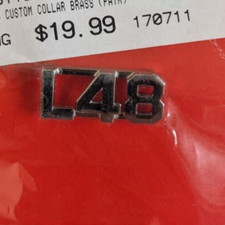 CUSTOM COLLAR BRASS (PAIR)
$19.99 170711
L48